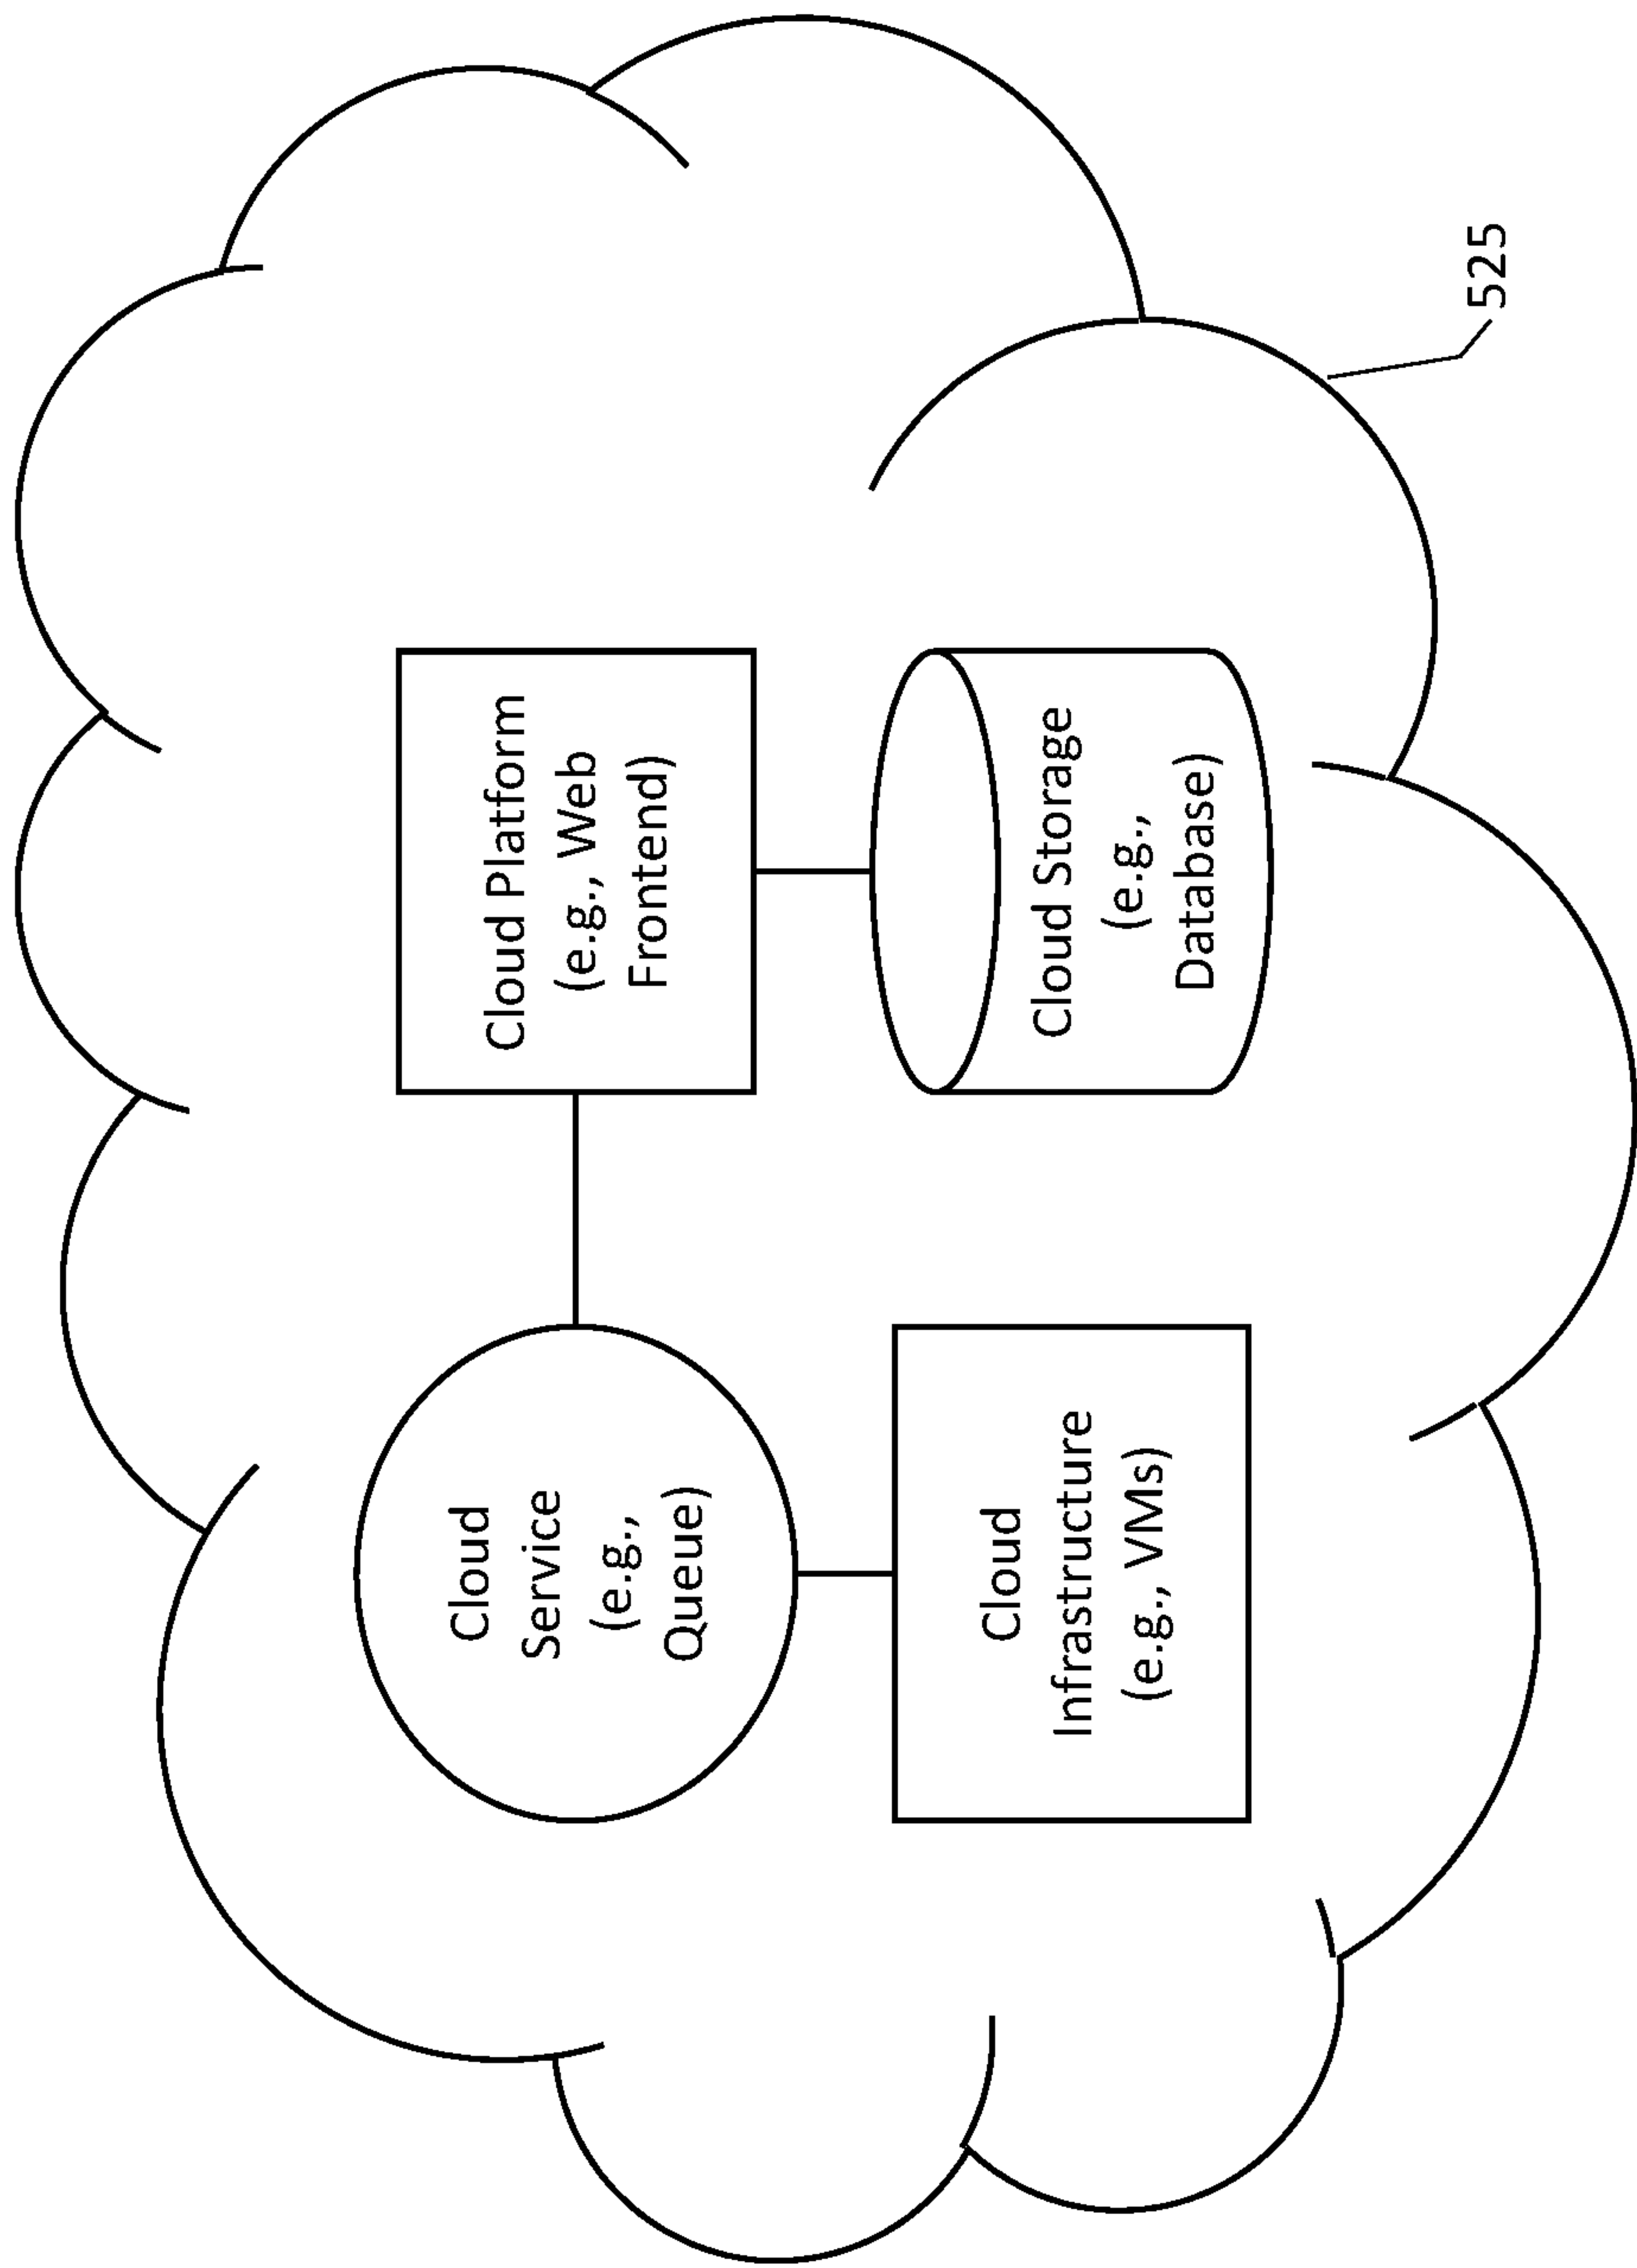 Cloud
Service
(e.g.,
Queue)
Cloud Platform
(e.g., Web
Frontend)
Cloud
Infrastructure
(e.g., VMs)
Cloud Storage
(e.g.,
Database)
525